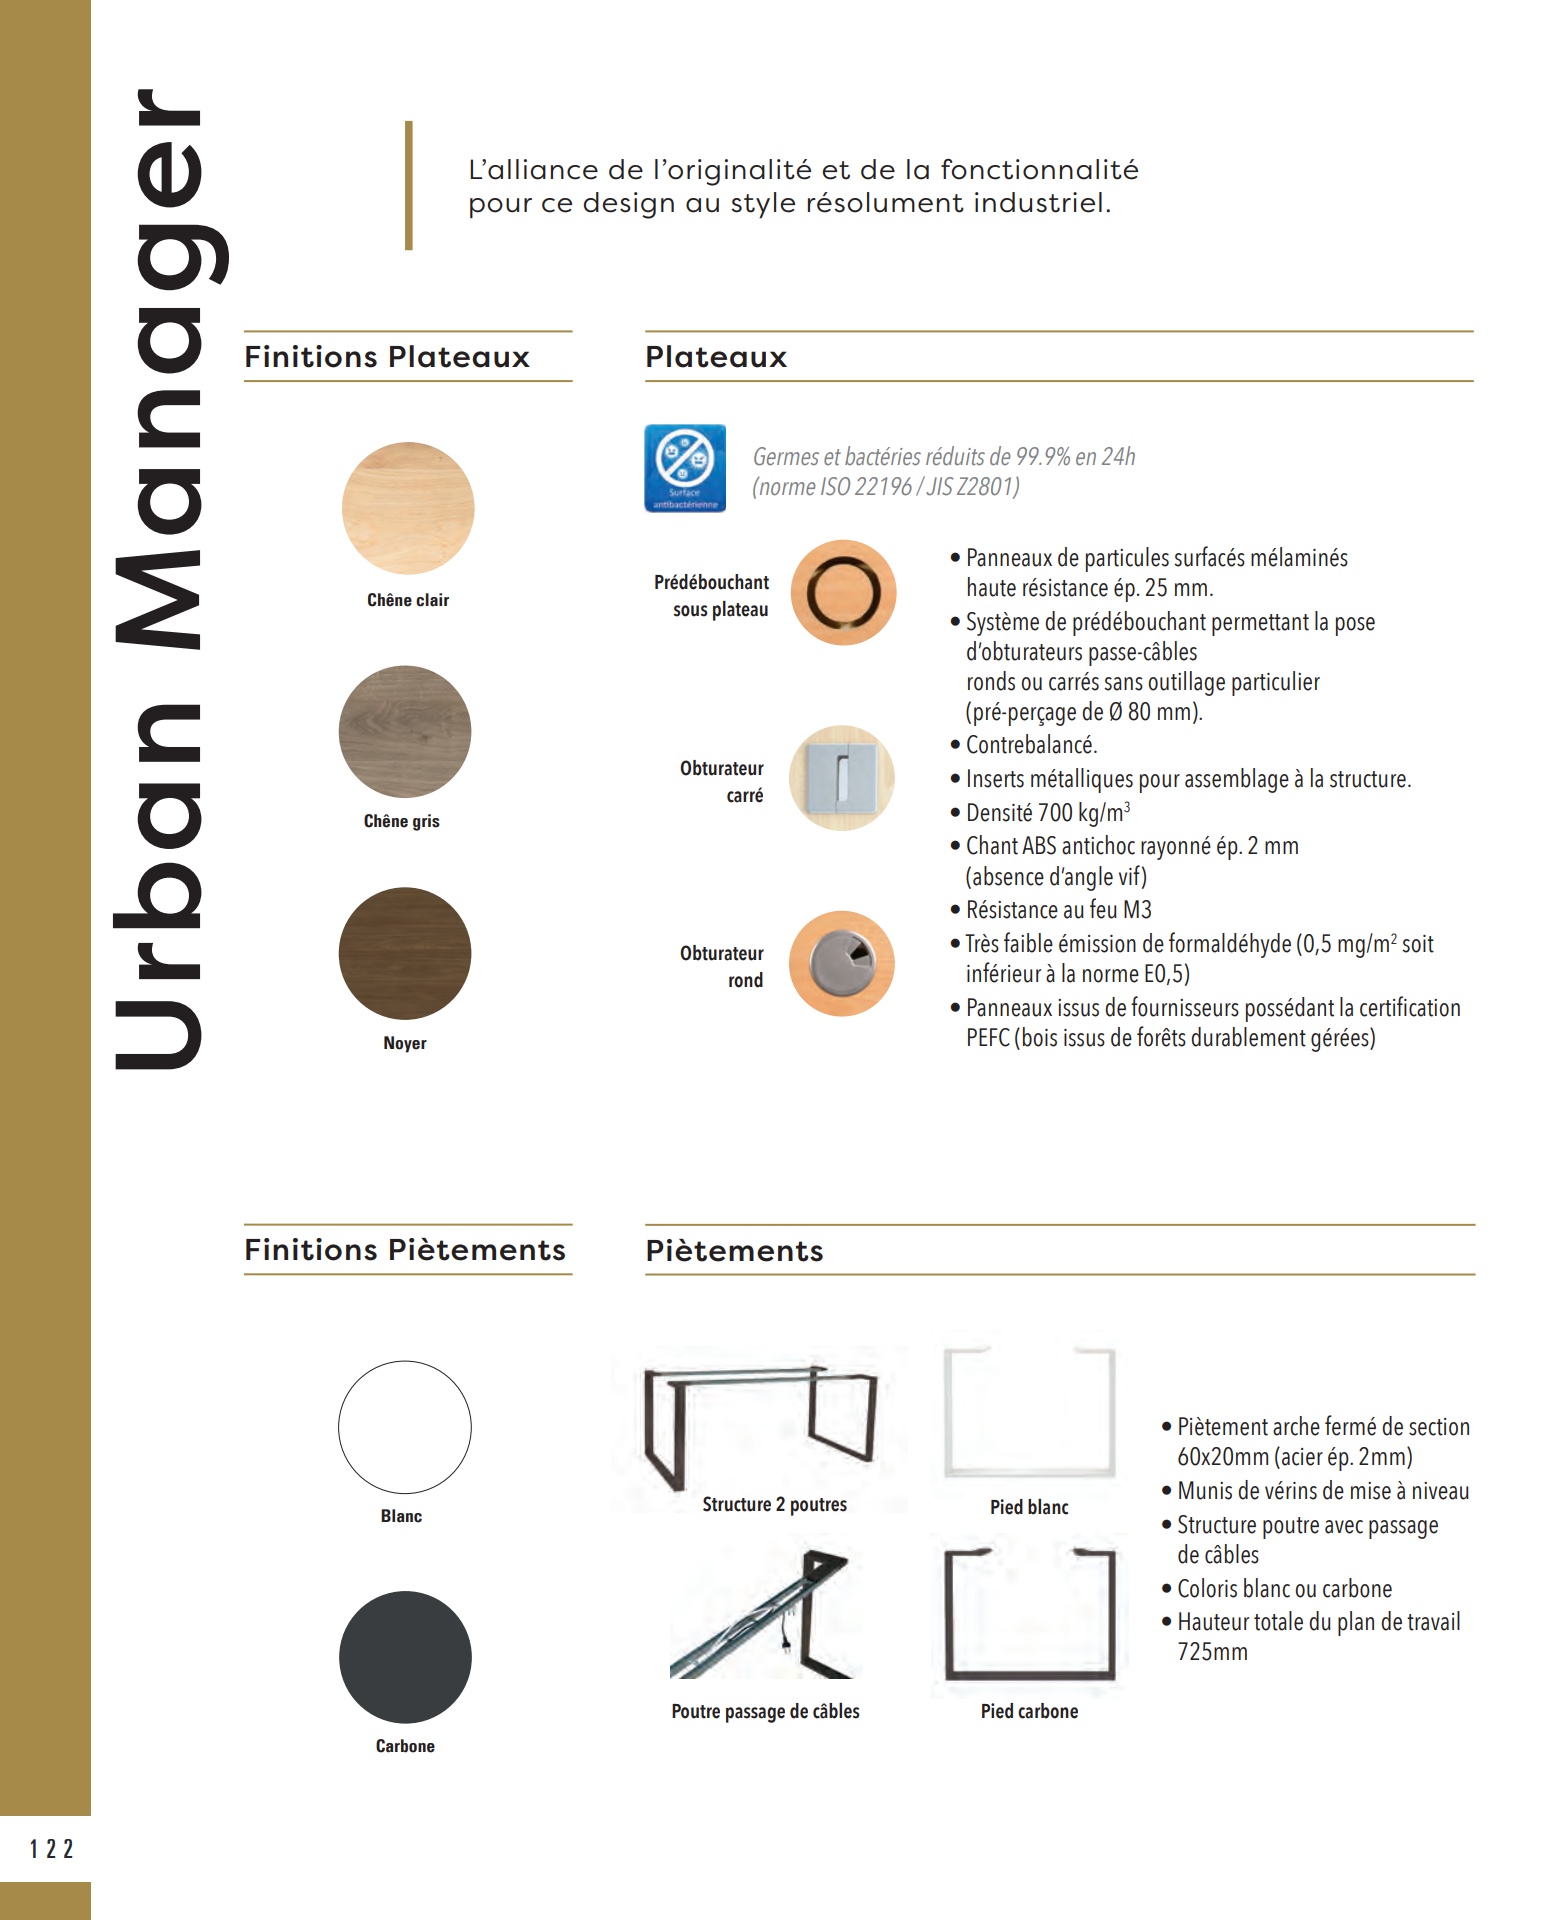 Urban Manager
L'alliance de l'originalité et de la fonctionnalité
pour ce design au style résolument industriel.
Finitions Plateaux
Chêne clair
Chêne gris
Noyer
Plateaux
Surface
antibactérienne
Germes et bactéries réduits de 99.9% en 24h
(norme ISO 22196 / JIS Z2801)
Prédébouchant
sous plateau
Obturateur
carré
Obturateur
rond
• Panneaux de particules surfacés mélaminés
haute résistance ép. 25 mm.
• Système de prédébouchant permettant la pose
d'obturateurs passe-câbles
ronds ou carrés sans outillage particulier
(pré-perçage de Ø 80 mm).
• Contrebalancé.
• Inserts métalliques pour assemblage à la structure.
• Densité 700 kg/m³
• Chant ABS antichoc rayonné ép. 2 mm
(absence d'angle vif)
• Résistance au feu M3
• Très faible émission de formaldéhyde (0,5 mg/m² soit
inférieur à la norme E0,5)
• Panneaux issus de fournisseurs possédant la certification
PEFC (bois issus de forêts durablement gérées)
Finitions Piètements
Blanc
Carbone
Piètements
Structure 2 poutres
Pied blanc
Poutre passage de câbles
Pied carbone
• Piètement arche fermé de section
60x20mm (acier ép. 2mm)
• Munis de vérins de mise à niveau
• Structure poutre avec passage
de câbles
• Coloris blanc ou carbone
• Hauteur totale du plan de travail
725mm
122